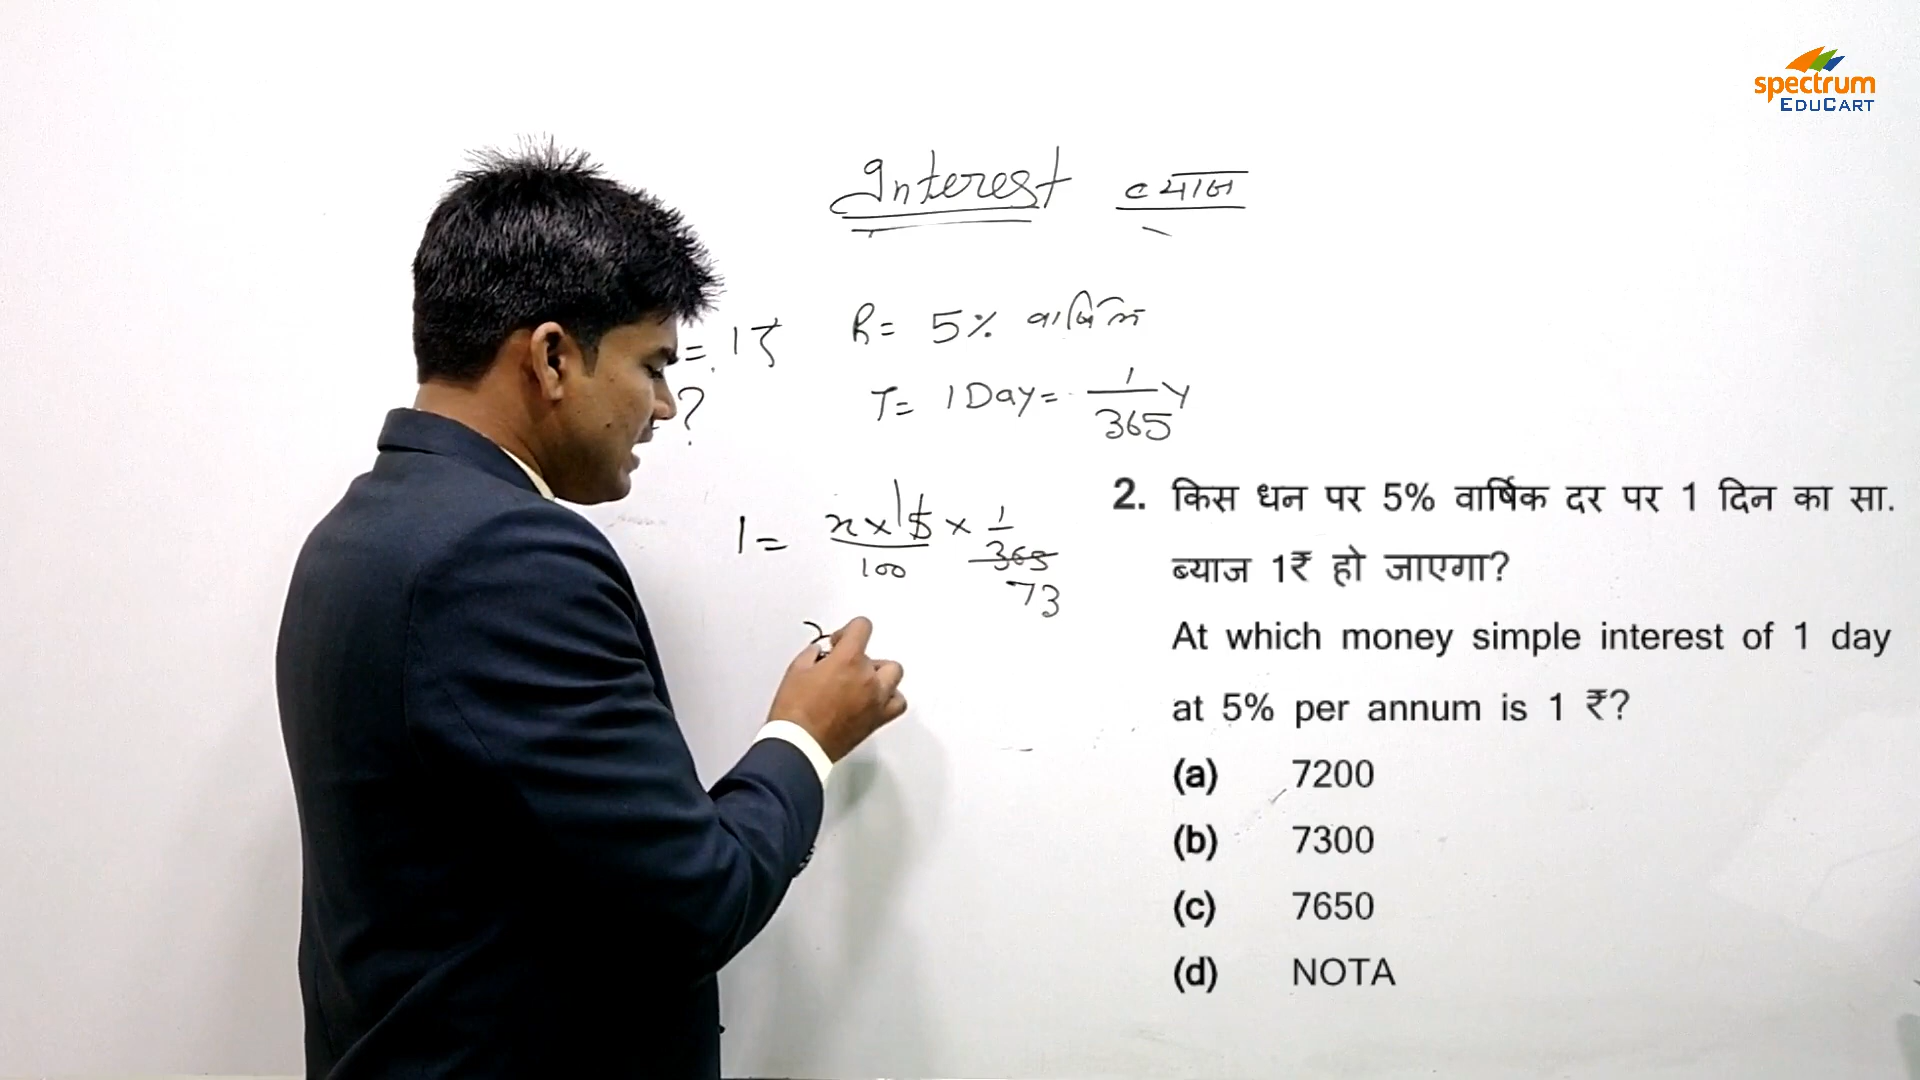 spectrum
EDUCART
Interest ब्याज
= 1₹ R = 5% वार्षिक
? T = 1 Day = 1/365 Y
1 = x × 5/100 × 1/365
73
2. किस धन पर 5% वार्षिक दर पर 1 दिन का सा.
ब्याज 1₹ हो जाएगा?
At which money simple interest of 1 day
at 5% per annum is 1 ₹?
(a) 7200
(b) 7300
(c) 7650
(d) NOTA